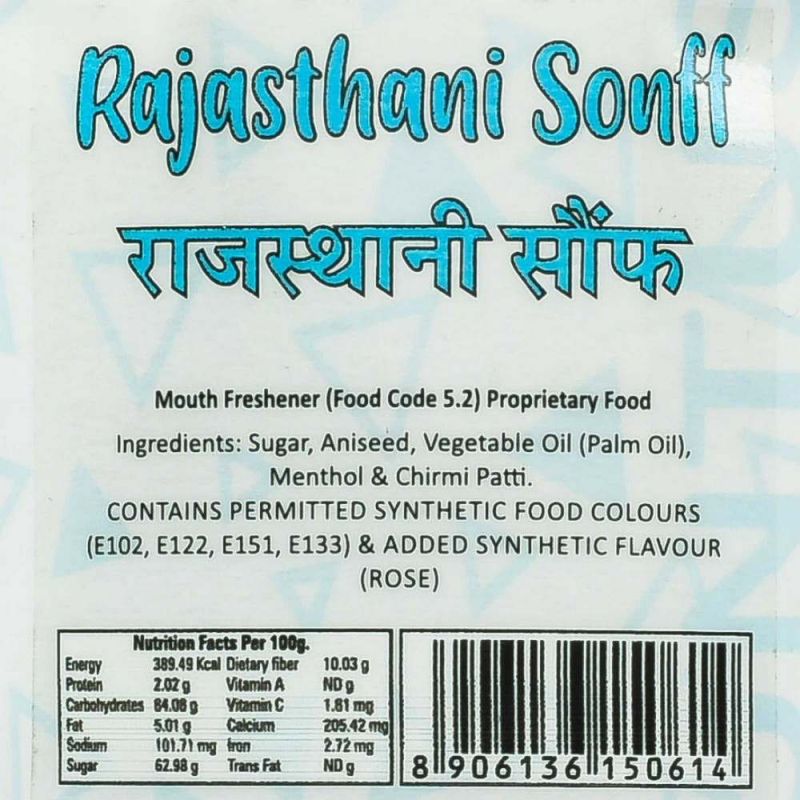 Rajasthani Sonff
राजस्थानी सौंफ
Mouth Freshener (Food Code 5.2) Proprietary Food
Ingredients: Sugar, Aniseed, Vegetable Oil (Palm Oil),
Menthol & Chirmi Patti.
CONTAINS PERMITTED SYNTHETIC FOOD COLOURS
(E102, E122, E151, E133) & ADDED SYNTHETIC FLAVOUR
(ROSE)
Nutrition Facts Per 100g.
Energy 389.49 Kcal Dietary fiber 10.03 g
Protein 2.02 g Vitamin A ND g
Carbohydrates 84.08 g Vitamin C 1.81 mg
Fat 5.01 g Calcium 205.42 mg
Sodium 101.71 mg Iron 2.72 mg
Sugar 62.98 g Trans Fat ND g
8 906136 150614